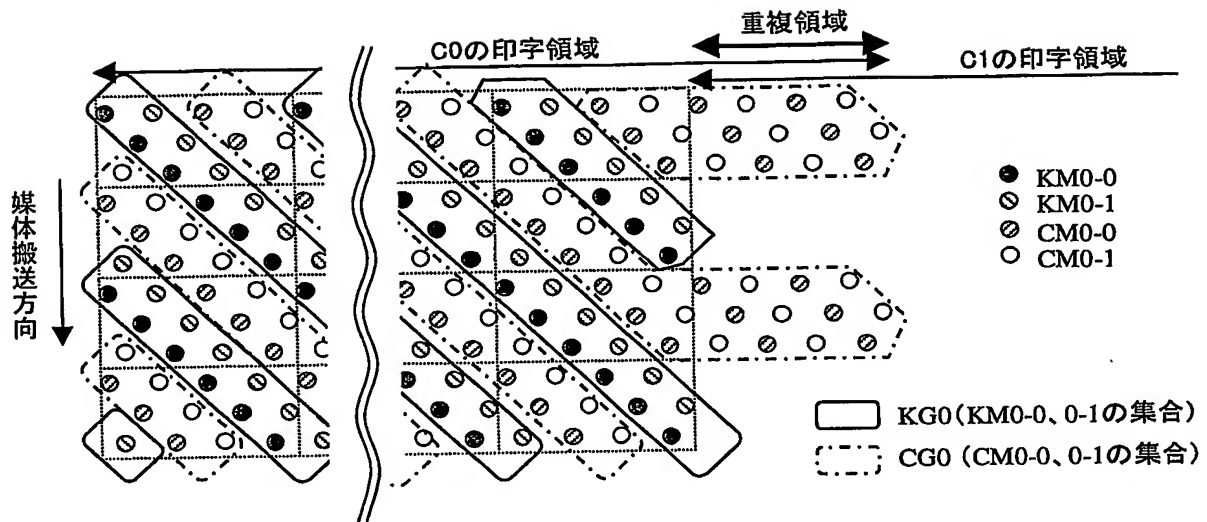 重複領域
C0の印字領域
C1の印字領域
媒体搬送方向
KM0-0
KM0-1
CM0-0
CM0-1
KG0(KM0-0、0-1の集合)
CG0 (CM0-0、0-1の集合)